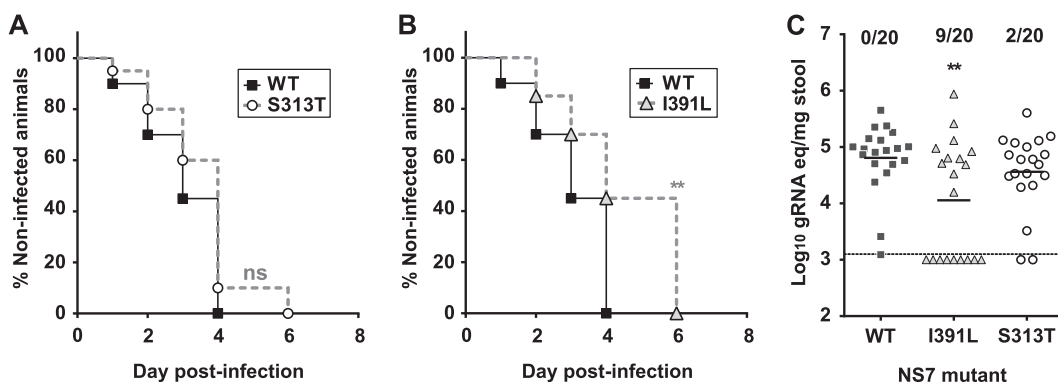 A
% Non-infected animals
100
80
60
40
20
0
WT
S313T
ns
0 2 4 6 8
Day post-infection
B
% Non-infected animals
100
80
60
40
20
0
WT
I391L
**
0 2 4 6 8
Day post-infection
C
0/20 9/20 2/20
**
Log10 gRNA eq/mg stool
7
6
5
4
3
2
WT I391L S313T
NS7 mutant